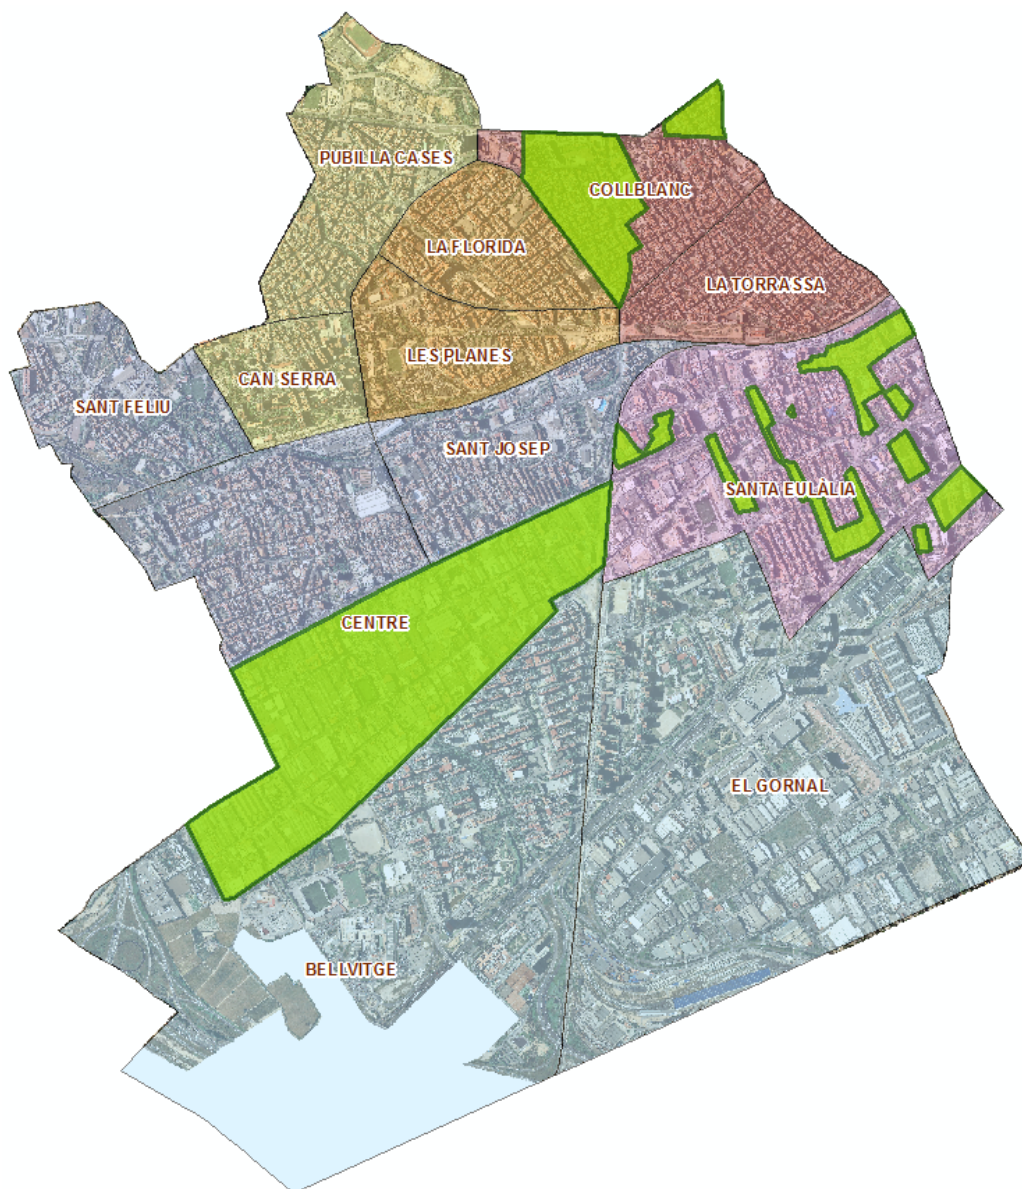 PUBILLA CASES
COLLBLANC
LA FLORIDA
LA TORRASSA
LES PLANES
CAN SERRA
SANT FELIU
SANT JOSEP
SANTA EULÀLIA
CENTRE
EL GORNAL
BELLVITGE